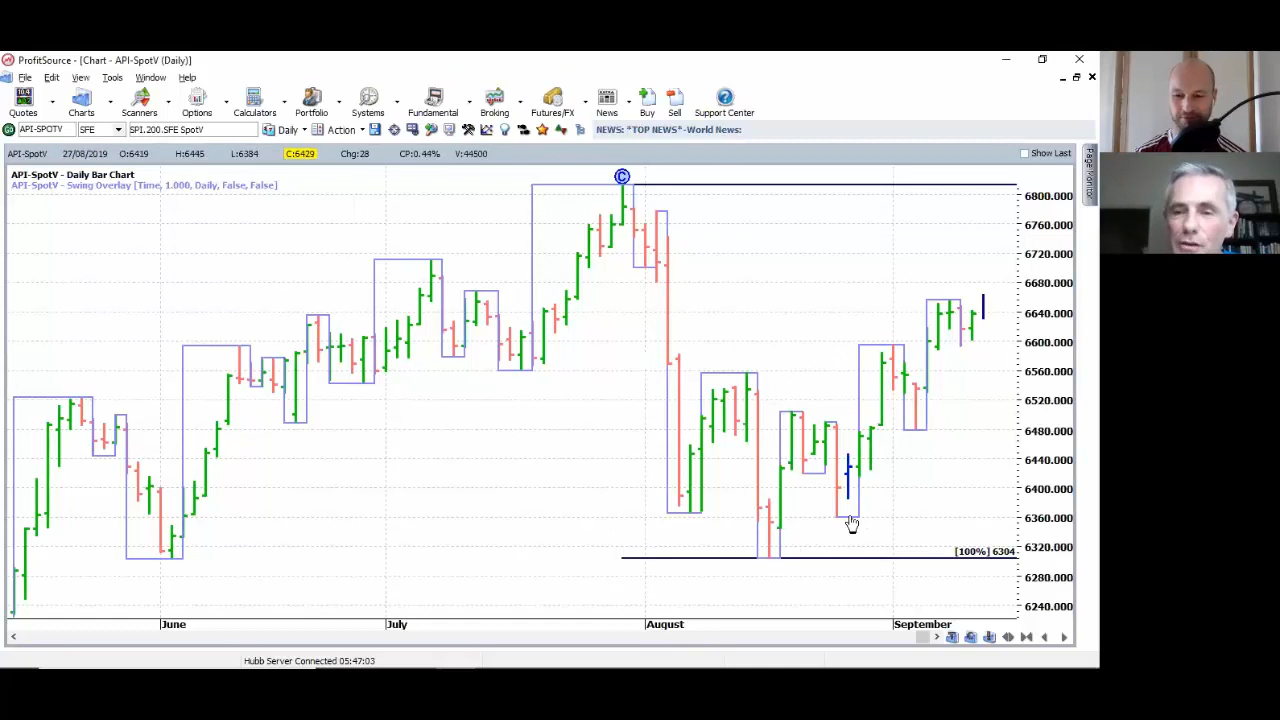 ProfitSource - [Chart - API-SpotV (Daily)]
File Edit View Tools Window Help
Quotes Charts Scanners Options Calculators Portfolio Systems Fundamental Broking Futures/FX News Buy Sell Support Center
API-SPOTV SFE SPI.200.SFE SpotV Daily Action NEWS: *TOP NEWS*-World News:
API-SpotV 27/08/2019 O:6419 H:6445 L:6384 C:6429 Chg:28 CP:0.44% V:44500 Show Last
Page Monitor
API-SpotV - Daily Bar Chart
API-SpotV - Swing Overlay [Time, 1.000, Daily, False, False]
C
6800.000
6760.000
6720.000
6680.000
6640.000
6600.000
6560.000
6520.000
6480.000
6440.000
6400.000
6360.000
[100%] 6304
6320.000
6280.000
6240.000
June July August September
Hubb Server Connected 05:47:03